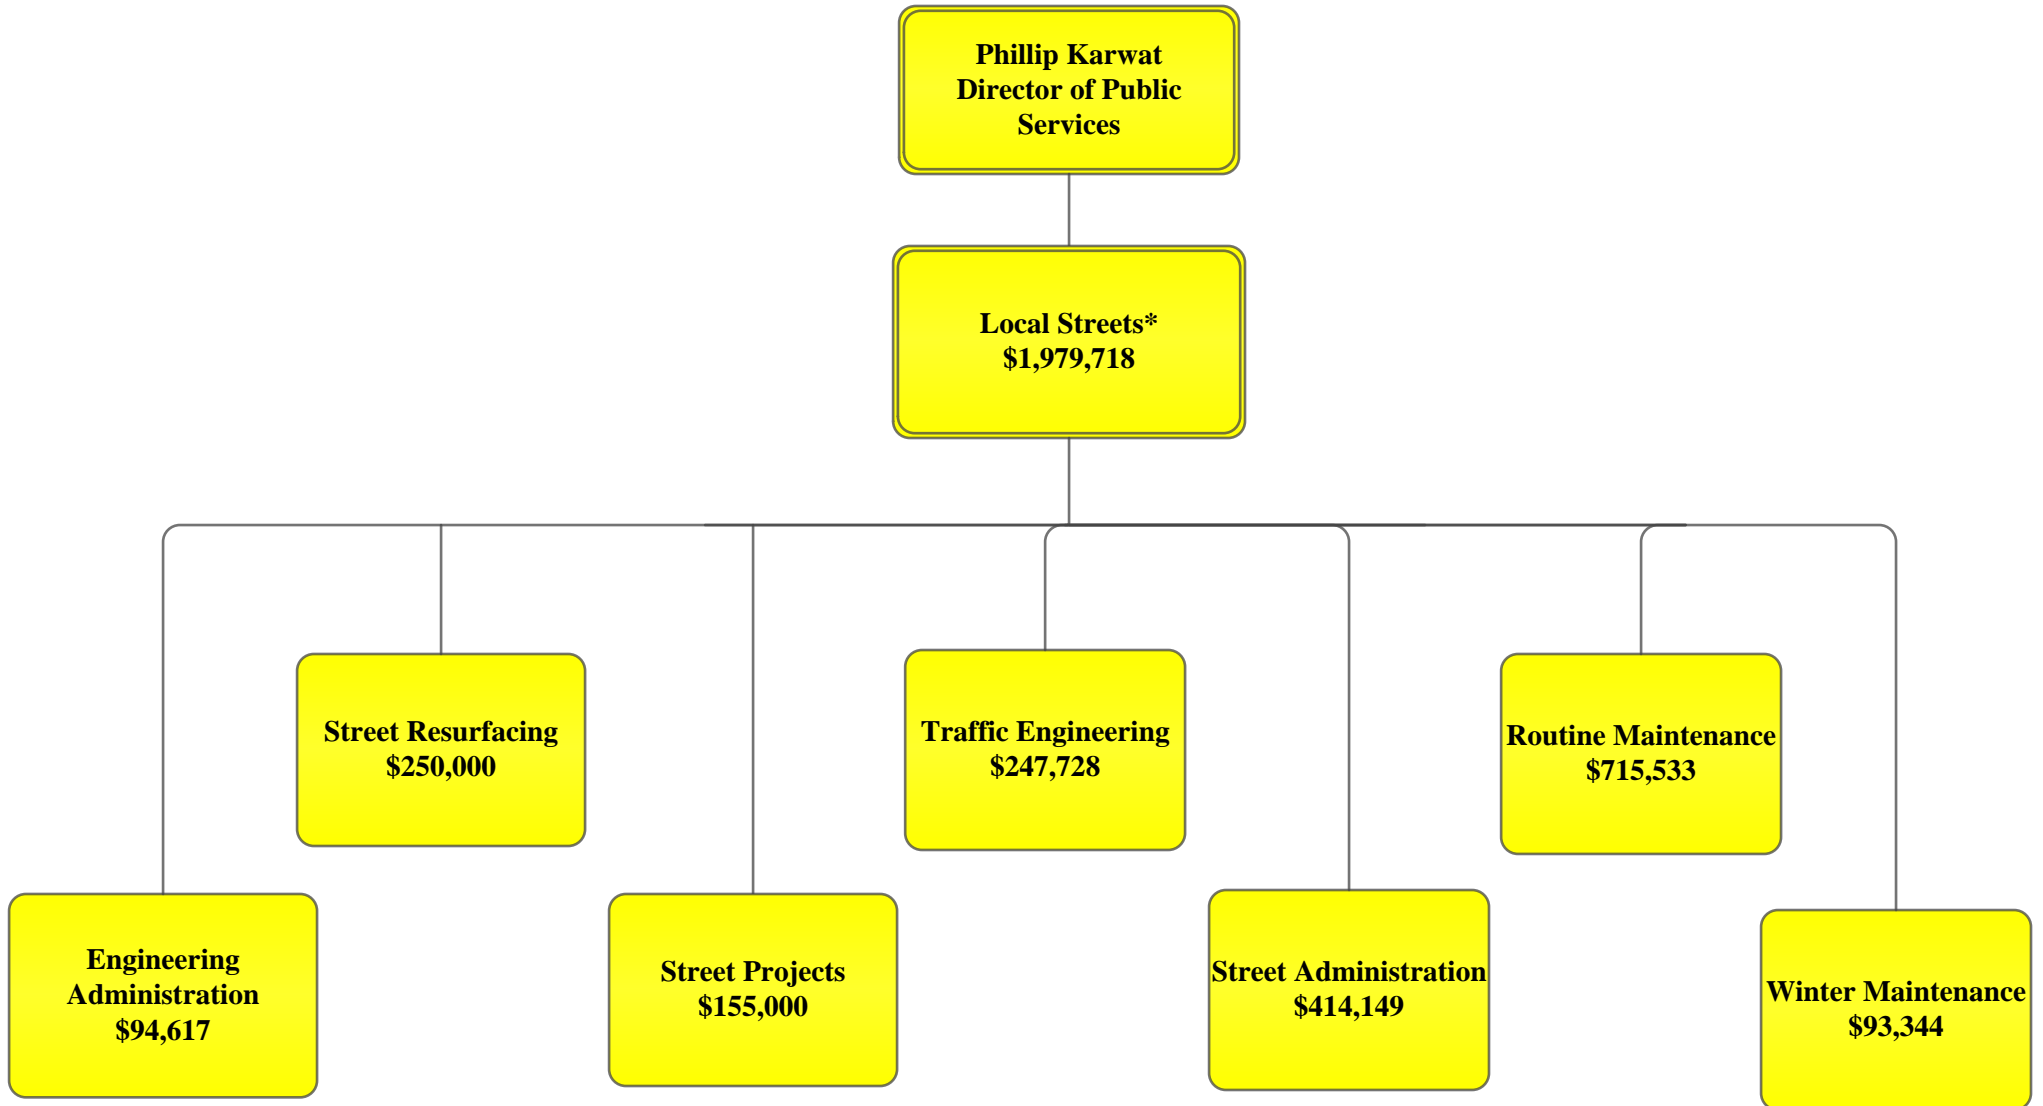 Phillip Karwat
Director of Public
Services
Local Streets*
$1,979,718
Street Resurfacing
$250,000
Traffic Engineering
$247,728
Routine Maintenance
$715,533
Engineering
Administration
$94,617
Street Projects
$155,000
Street Administration
$414,149
Winter Maintenance
$93,344